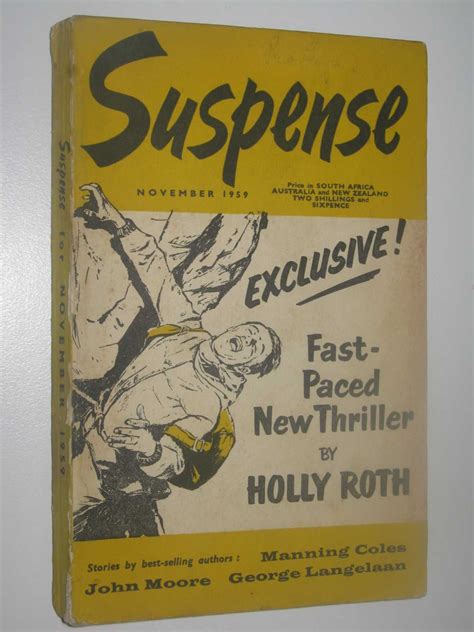 Suspense
NOVEMBER 1959
Price in SOUTH AFRICA
AUSTRALIA and NEW ZEALAND
TWO SHILLINGS and
SIXPENCE
EXCLUSIVE!
Fast-
Paced
New Thriller
BY
HOLLY ROTH
Stories by best-selling authors : Manning Coles
John Moore George Langelaan
Suspense for NOVEMBER 1959